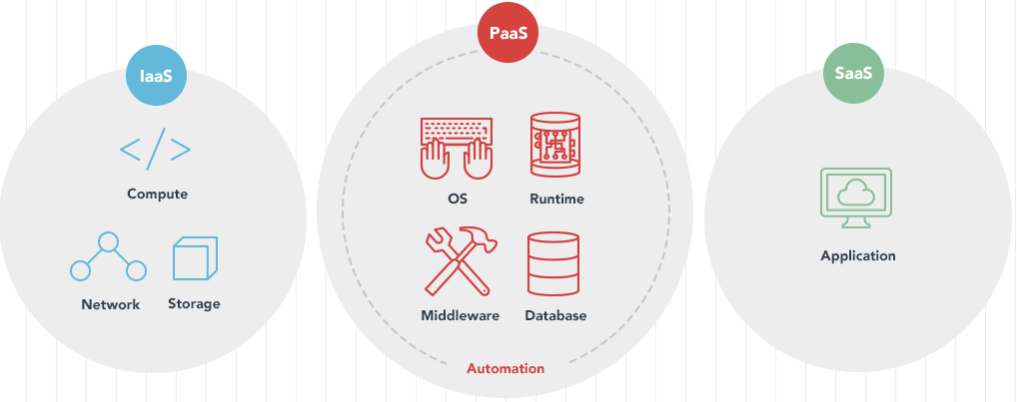 IaaS
Compute
Network
Storage
PaaS
OS
Runtime
Middleware
Database
Automation
SaaS
Application